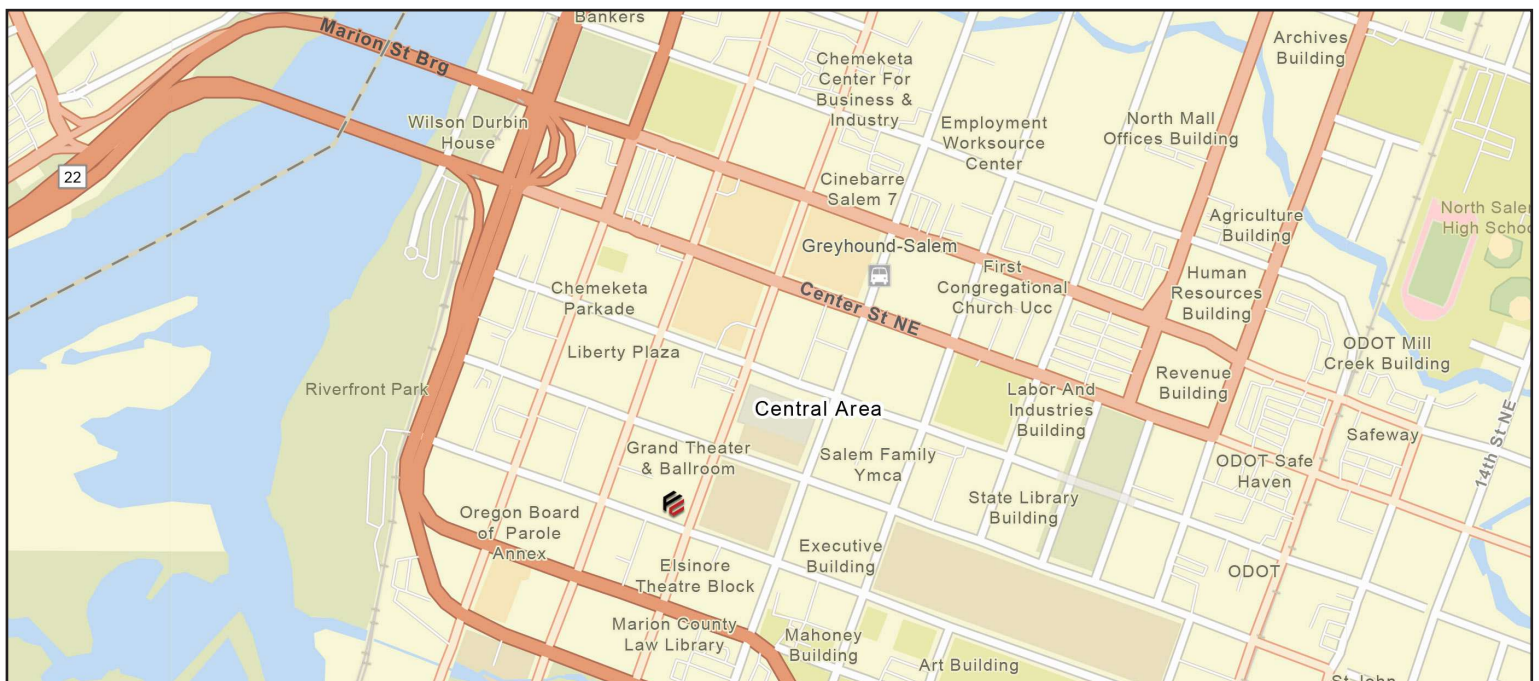 Bankers
Marion St Brg
Archives
Building
Chemeketa
Center For
Business &
Industry
Wilson Durbin
House
Employment
Worksource
Center
North Mall
Offices Building
22
Cinebarre
Salem 7
Agriculture
Building
Greyhound-Salem
First
Congregational
Church Ucc
Human
Resources
Building
Chemeketa
Parkade
Center St NE
ODOT Mill
Creek Building
Liberty Plaza
Riverfront Park
Labor And
Industries
Building
Revenue
Building
Central Area
Safeway
14th St NE
Grand Theater
& Ballroom
Salem Family
Ymca
ODOT Safe
Haven
State Library
Building
Oregon Board
of Parole
Annex
Executive
Building
Elsinore
Theatre Block
ODOT
Marion County
Law Library
Mahoney
Building
Art Building
St John
North Saler
High Schoo